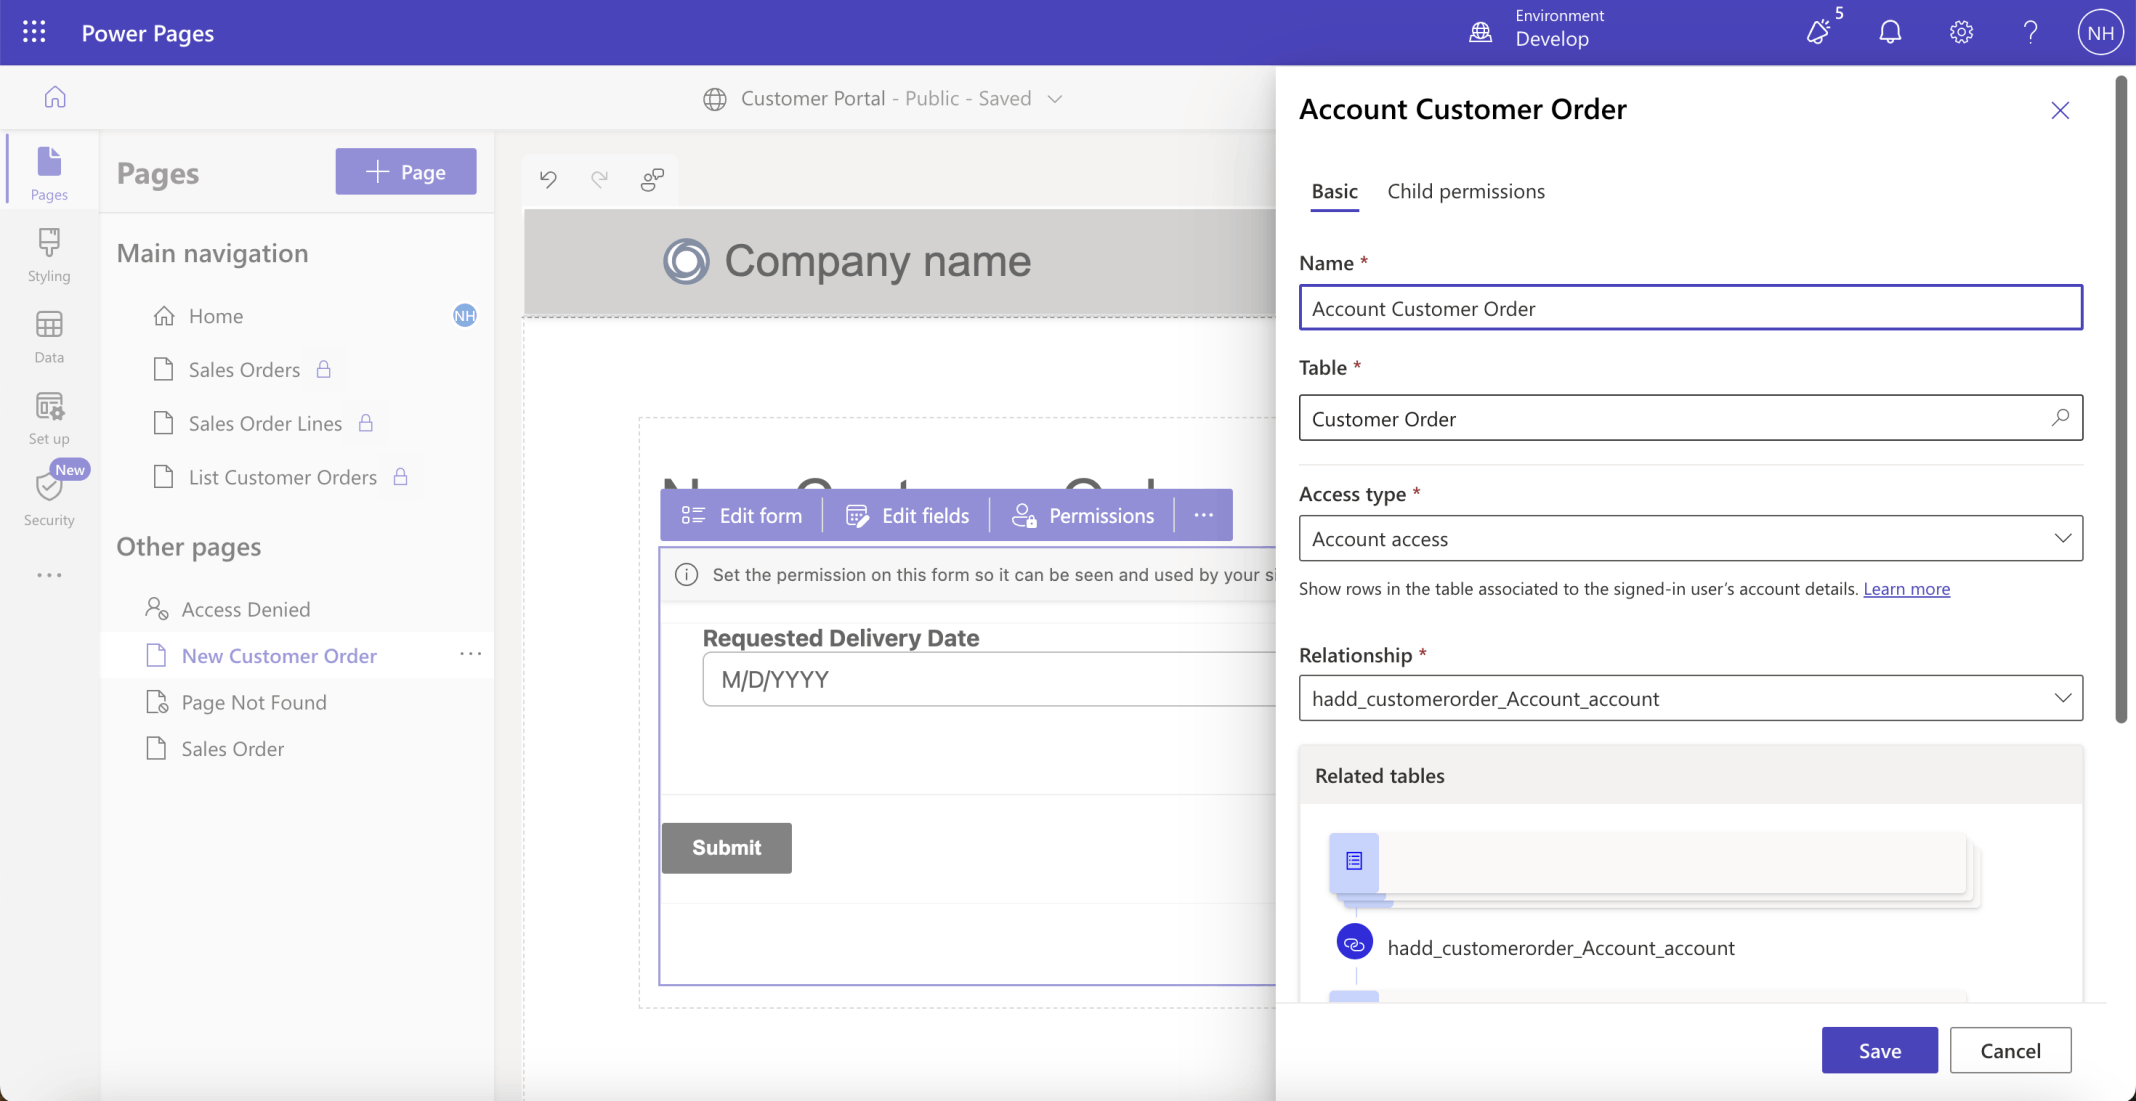 Power Pages
Environment
Develop
5
NH
Customer Portal - Public - Saved
Pages
Styling
Data
Set up
New
Security
Pages
Page
Main navigation
Home
NH
Sales Orders
Sales Order Lines
List Customer Orders
Other pages
Access Denied
New Customer Order
Page Not Found
Sales Order
Company name
Edit form
Edit fields
Permissions
Set the permission on this form so it can be seen and used by your
Requested Delivery Date
M/D/YYYY
Submit
Account Customer Order
Basic
Child permissions
Name *
Account Customer Order
Table *
Customer Order
Access type *
Account access
Show rows in the table associated to the signed-in user’s account details. Learn more
Relationship *
hadd_customerorder_Account_account
Related tables
hadd_customerorder_Account_account
Save
Cancel